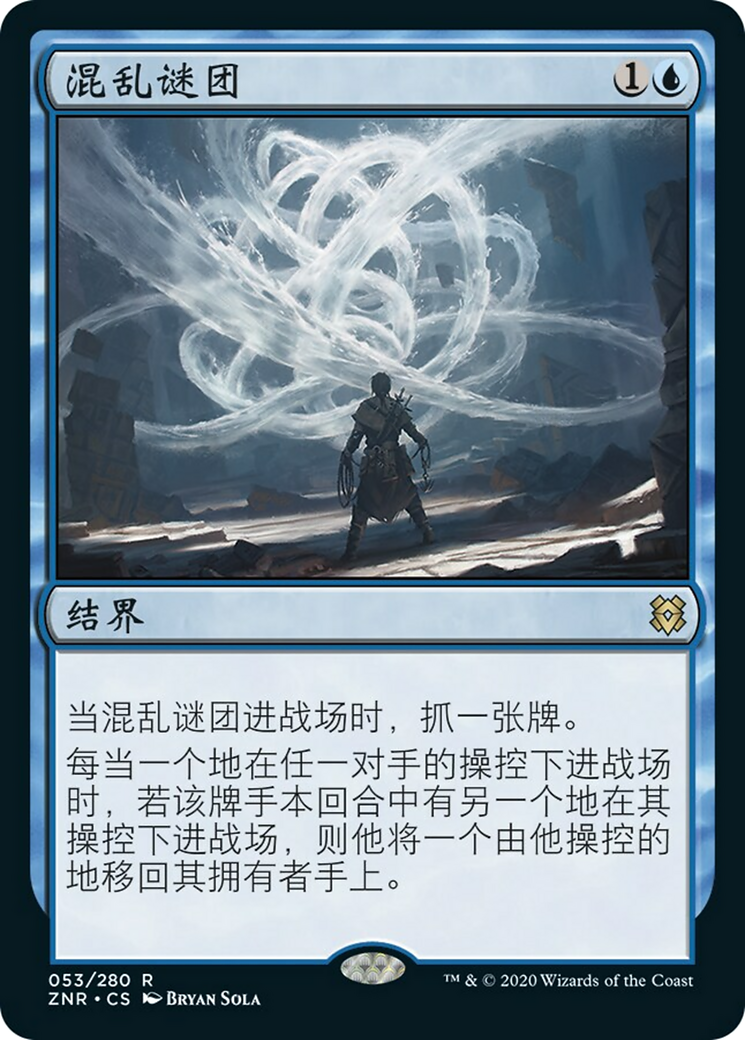 混乱谜团
1
结界
当混乱谜团进战场时，抓一张牌。
每当一个地在任一对手的操控下进战场
时，若该牌手本回合中有另一个地在其
操控下进战场，则他将一个由他操控的
地移回其拥有者手上。
053/280 R
ZNR • CS Bryan Sola
™ & © 2020 Wizards of the Coast